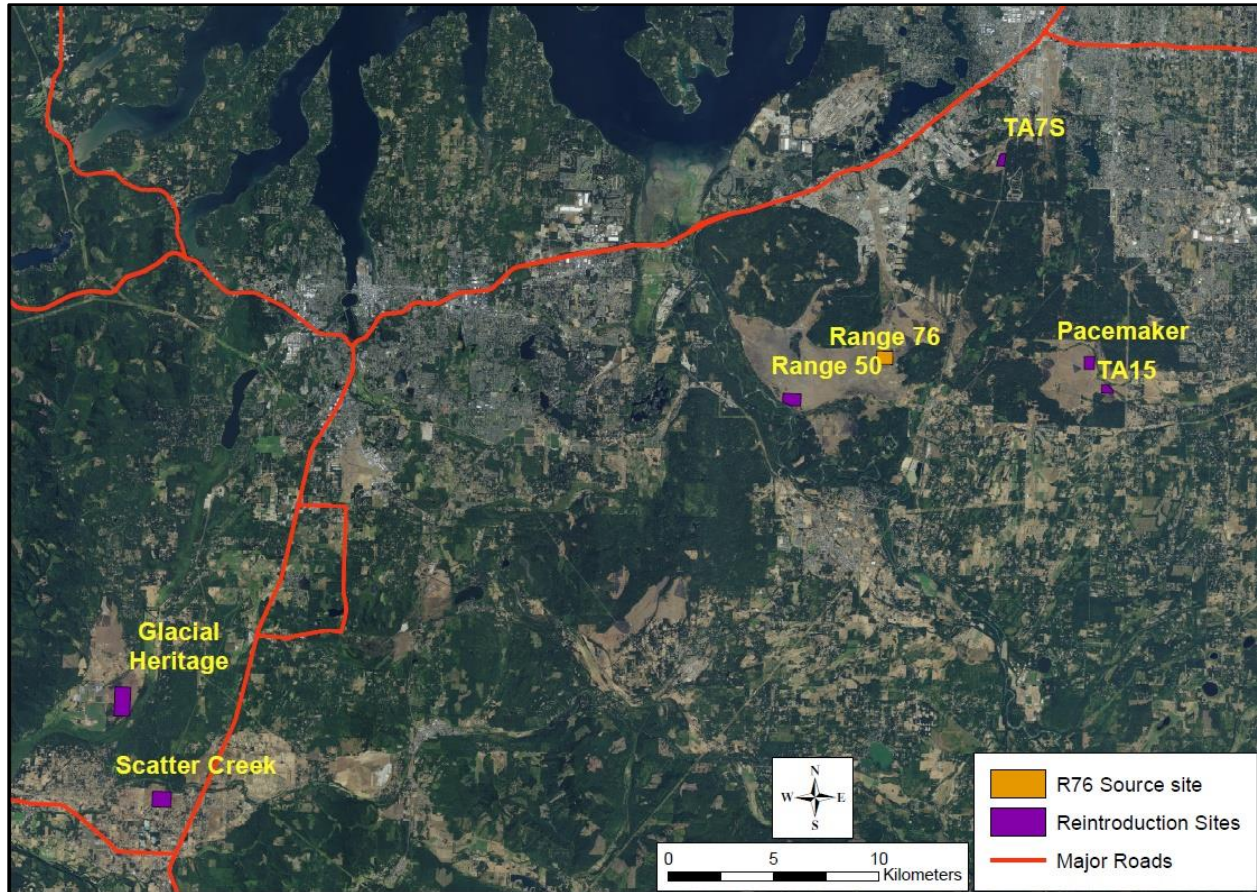 TA7S
Range 76
Pacemaker
Range 50
TA15
Glacial
Heritage
Scatter Creek
N
W E
S
R76 Source site
Reintroduction Sites
Major Roads
0 5 10
Kilometers